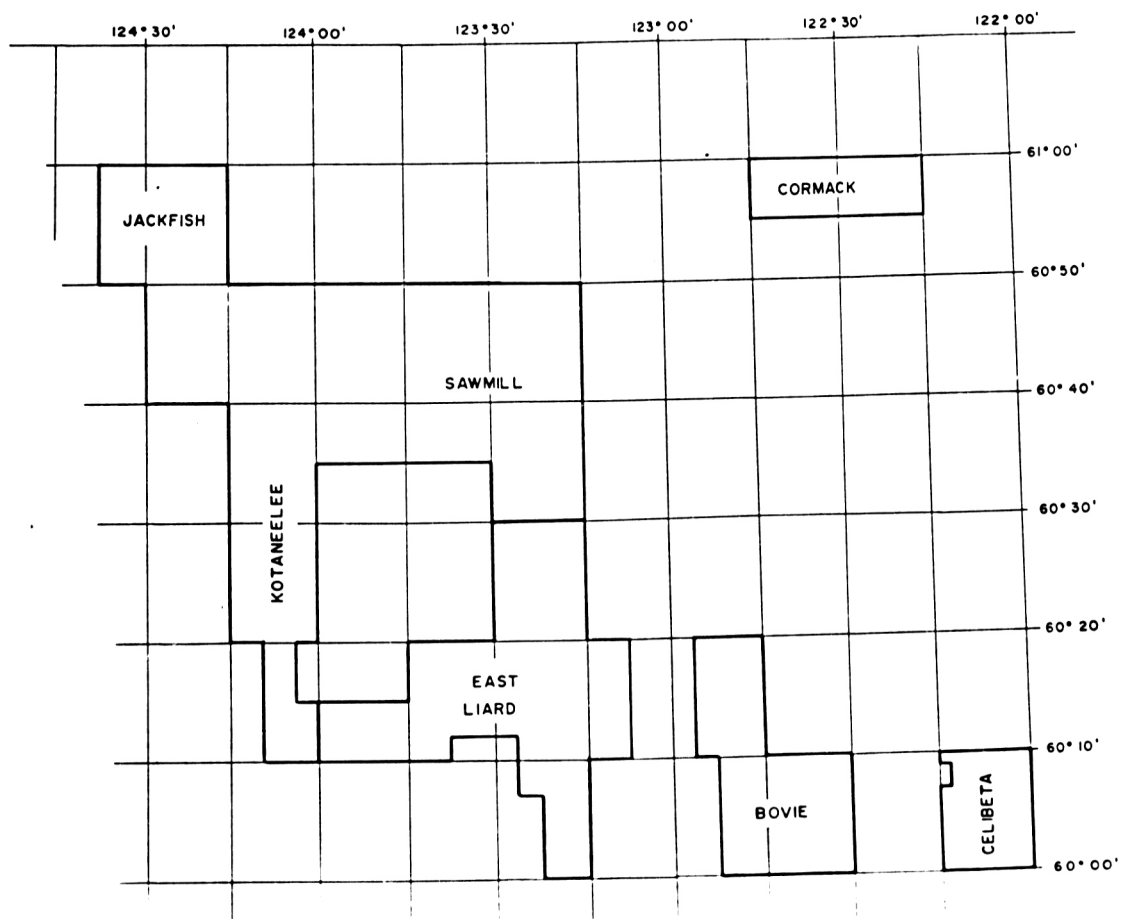 124°30' 124°00' 123°30' 123°00' 122°30' 122°00'
61°00'
CORMACK
JACKFISH
60°50'
SAWMILL
60°40'
KOTANEELEE
60°30'
60°20'
EAST
LIARD
60°10'
BOVIE
CELIBETA
60°00'